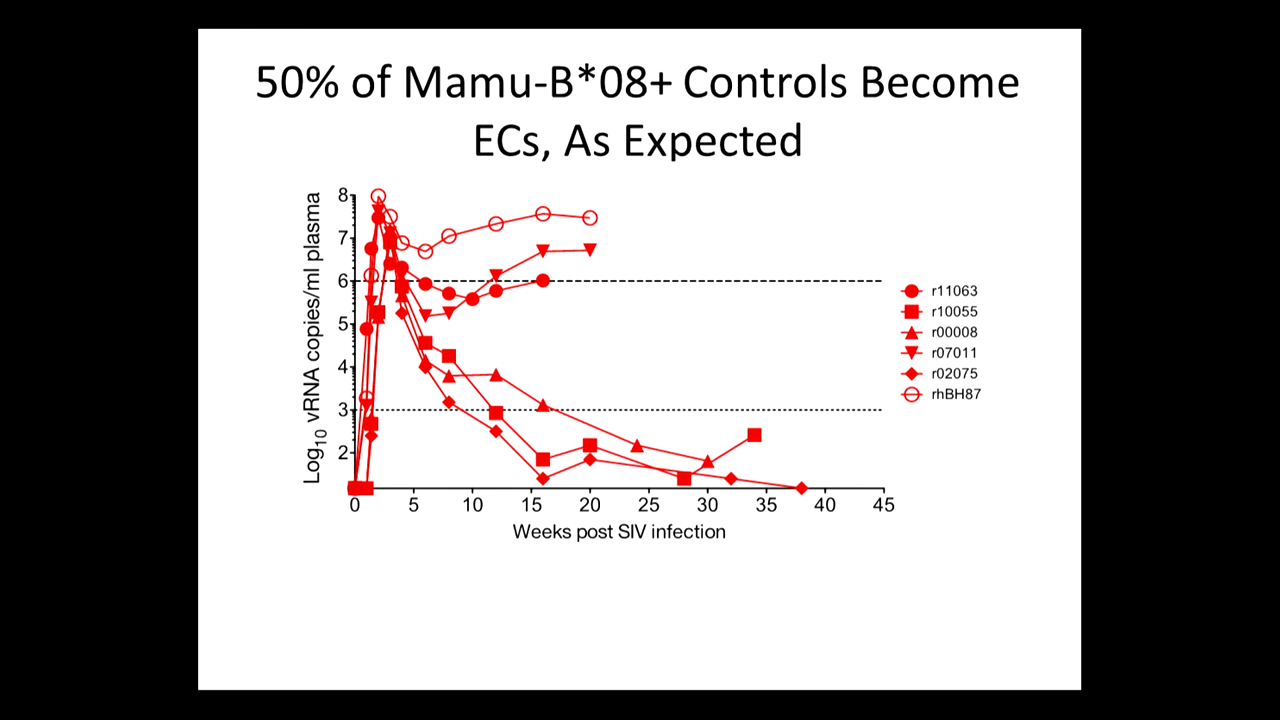 50% of Mamu-B*08+ Controls Become
ECs, As Expected
Log10 vRNA copies/ml plasma
8
7
6
5
4
3
2
0 5 10 15 20 25 30 35 40 45
Weeks post SIV infection
r11063
r10055
r00008
r07011
r02075
rhBH87